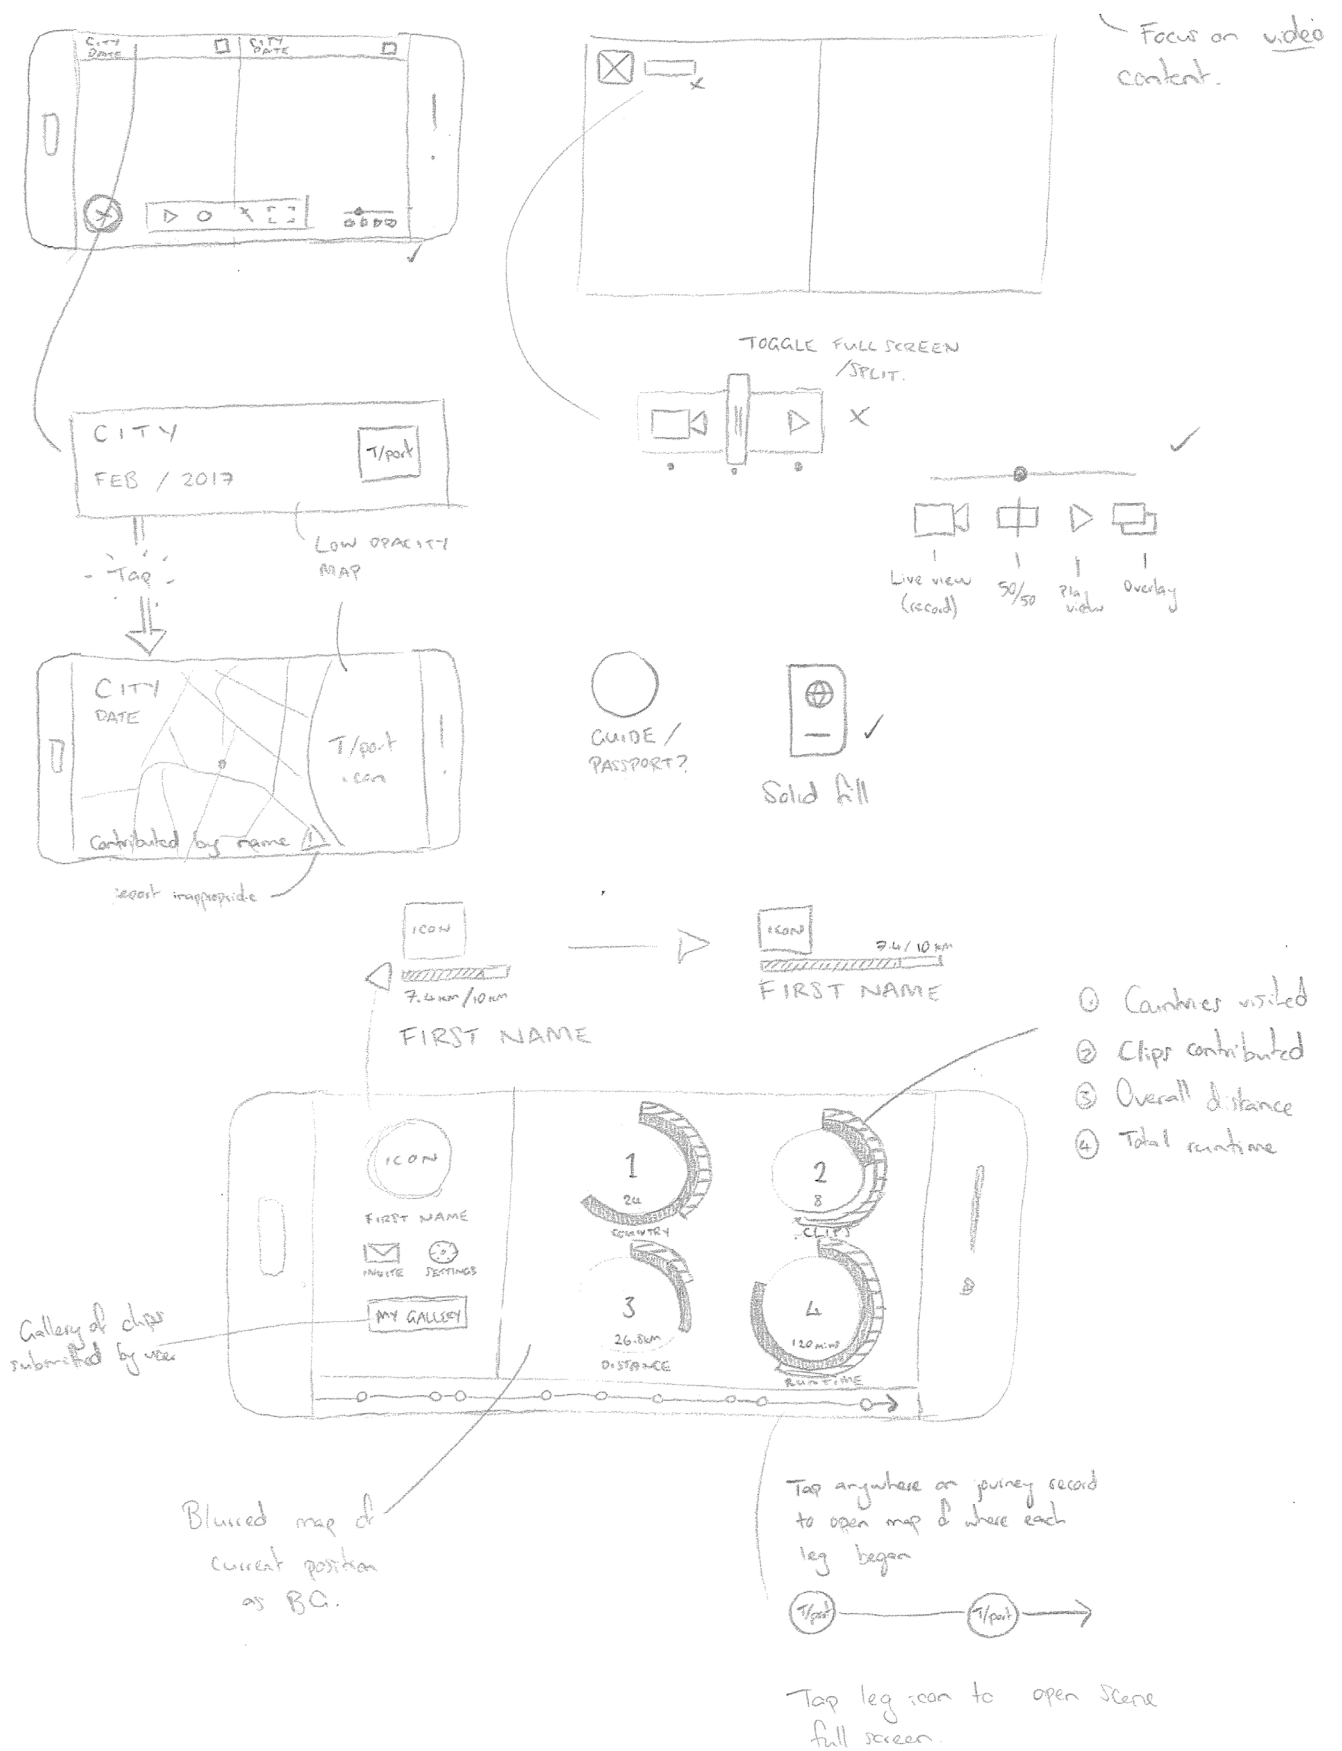 Focus on video
content.
CITY
DATE
CITY
DATE
TOGGLE FULLSCREEN
/SPLIT.
CITY
FEB / 2017
T/port
LOW OPACITY
MAP
Tap
Live view
(record)
50/50
Play
view
Overlay
CITY
DATE
T/port
icon
Contributed by name
report inappropriate
GUIDE /
PASSPORT?
Solid fill
ICON
7.4km/10km
FIRST NAME
ICON
7.4/10km
FIRST NAME
1 Countries visited
2 Clips contributed
3 Overall distance
4 Total runtime
ICON
FIRST NAME
INVITE
SETTINGS
MY GALLERY
1
24
COUNTRY
2
8
CLIPS
3
26.8km
DISTANCE
4
120mins
RUNTIME
Gallery of clips
submitted by user
Blurred map of
current position
as BG.
Tap anywhere on journey record
to open map of where each
leg began
T/port
T/port
Tap leg icon to open scene
full screen.